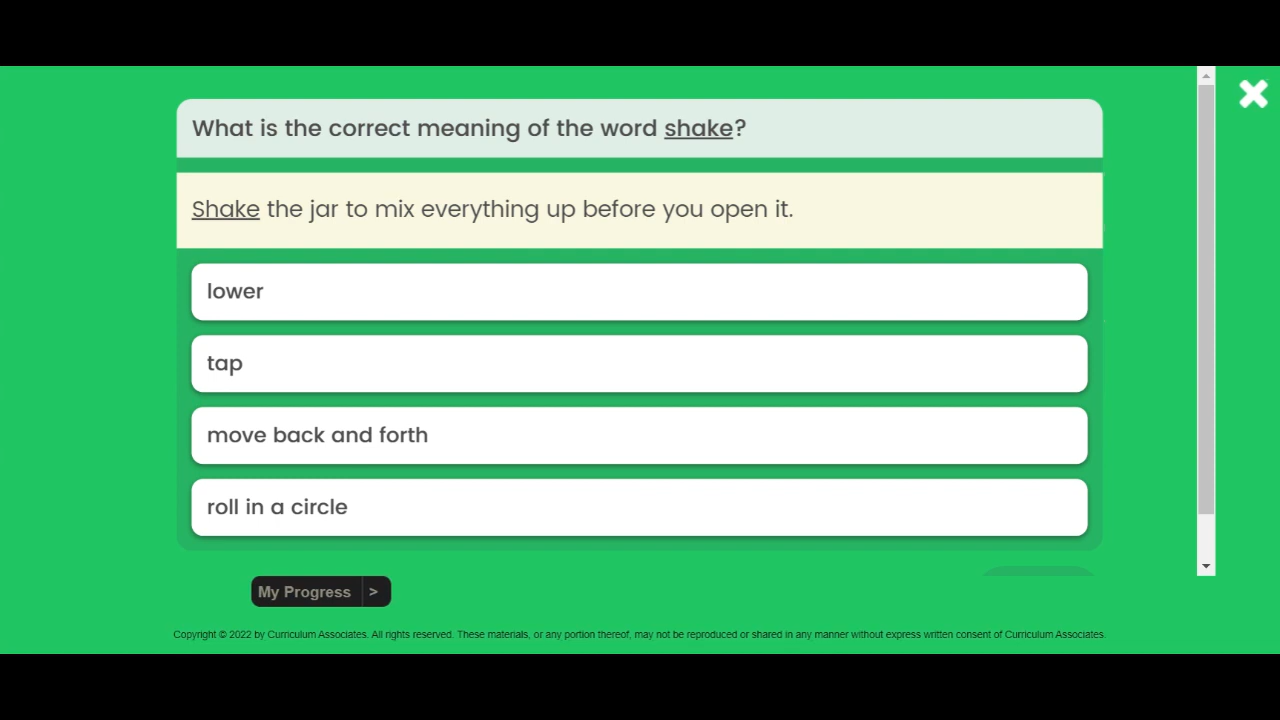 What is the correct meaning of the word shake?
Shake the jar to mix everything up before you open it.
lower
tap
move back and forth
roll in a circle
My Progress >
Copyright © 2022 by Curriculum Associates. All rights reserved. These materials, or any portion thereof, may not be reproduced or shared in any manner without express written consent of Curriculum Associates.